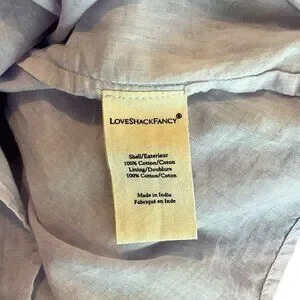 LOVESHACKFANCY®
Shell/Exterieur
100% Cotton/Coton
Lining/Doublure
100% Cotton/Coton
Made in India
Fabriqué en Inde